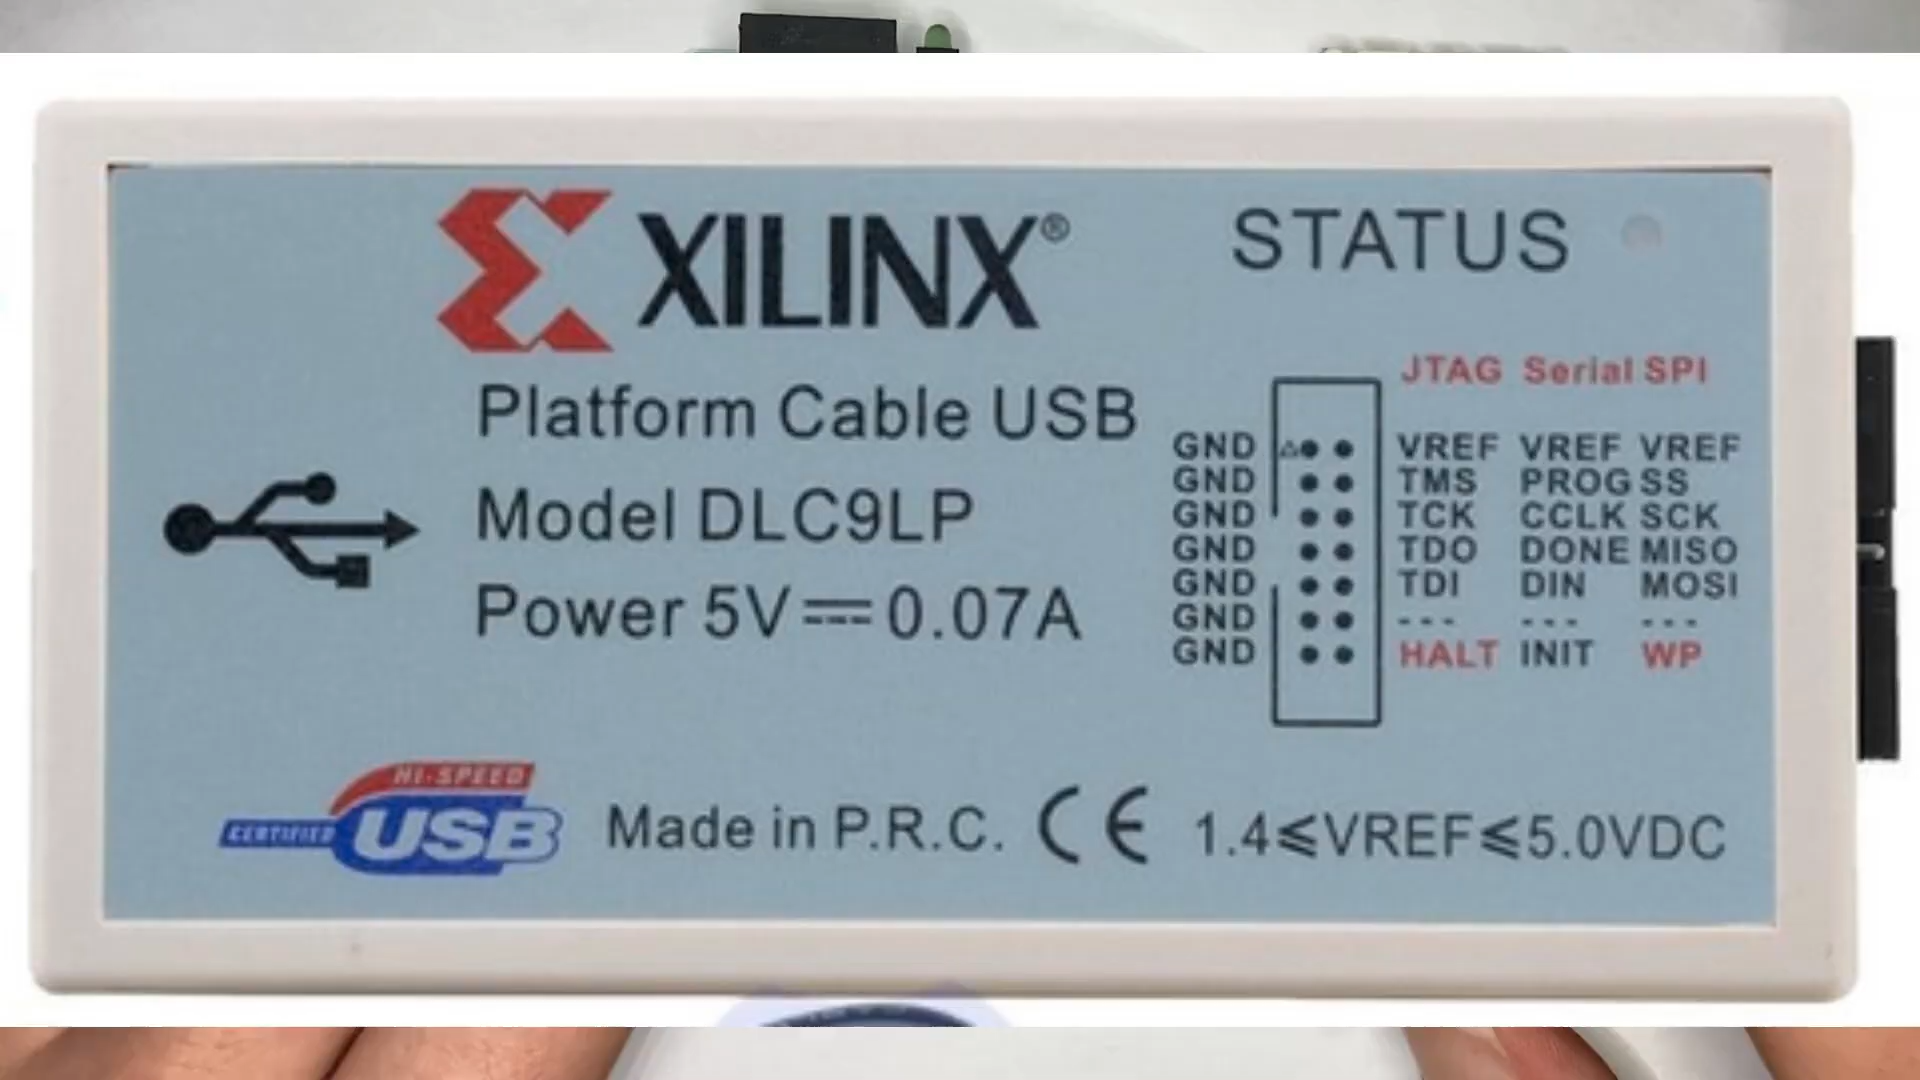 XILINX®
STATUS
Platform Cable USB
Model DLC9LP
Power 5V 0.07A
JTAG Serial SPI
GND VREF VREF VREF
GND TMS PROG SS
GND TCK CCLK SCK
GND TDO DONE MISO
GND TDI DIN MOSI
GND --- --- ---
GND HALT INIT WP
HI-SPEED
CERTIFIED USB
Made in P.R.C. CE 1.4≤VREF≤5.0VDC